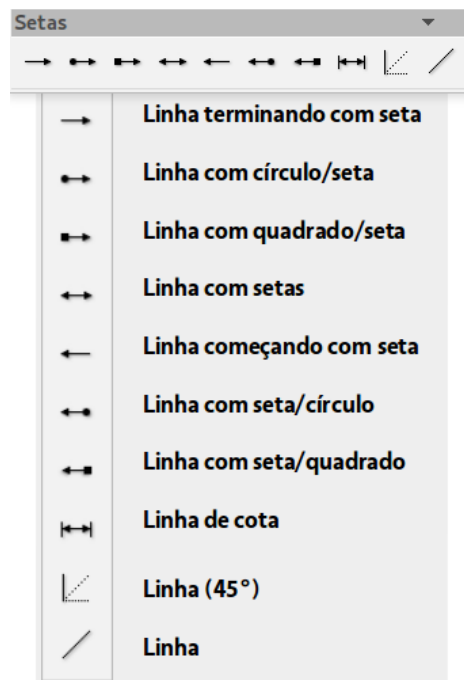 Setas
Linha terminando com seta
Linha com círculo/seta
Linha com quadrado/seta
Linha com setas
Linha começando com seta
Linha com seta/círculo
Linha com seta/quadrado
Linha de cota
Linha (45°)
Linha